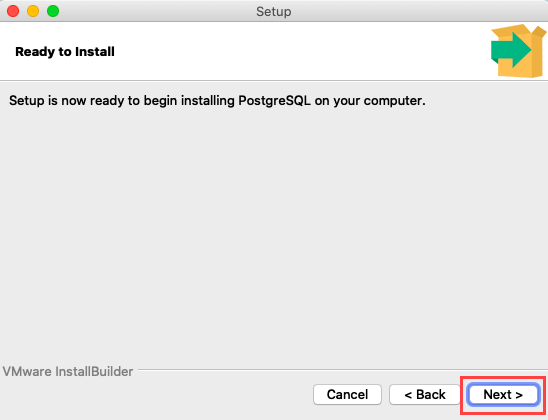 Setup
Ready to Install
Setup is now ready to begin installing PostgreSQL on your computer.
VMware InstallBuilder
Cancel
< Back
Next >